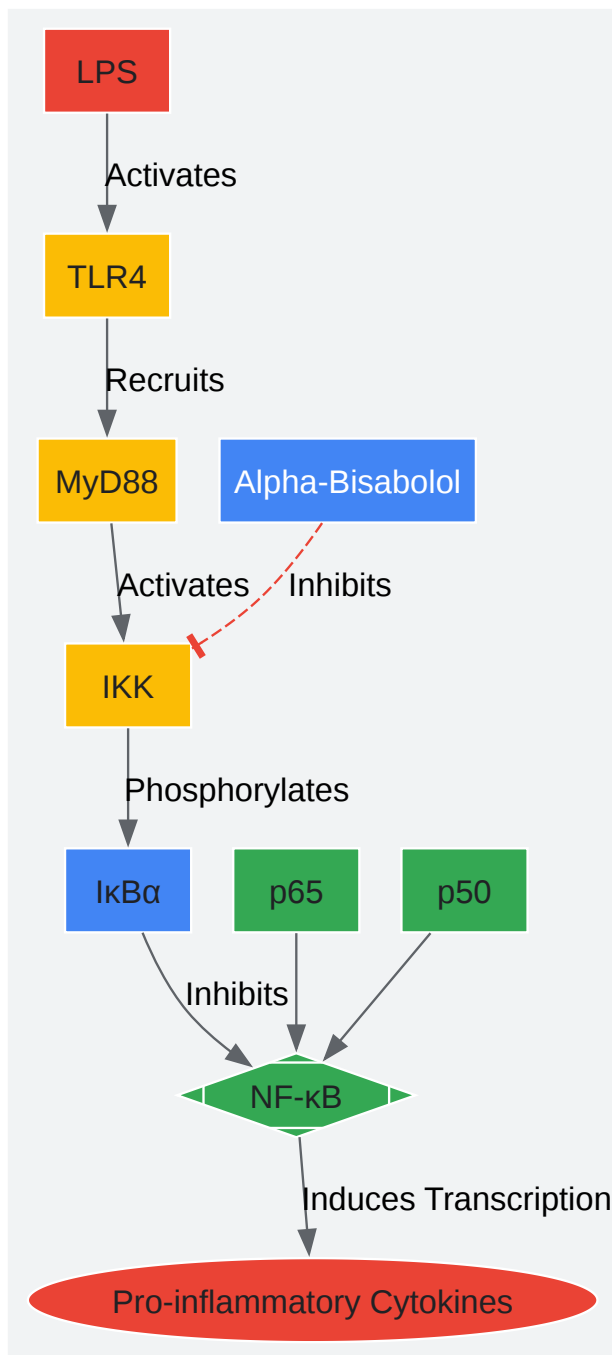 LPS
Activates
TLR4
Recruits
MyD88
Alpha-Bisabolol
Activates
Inhibits
IKK
Phosphorylates
IκBα
p65
p50
Inhibits
NF-κB
Induces Transcription
Pro-inflammatory Cytokines